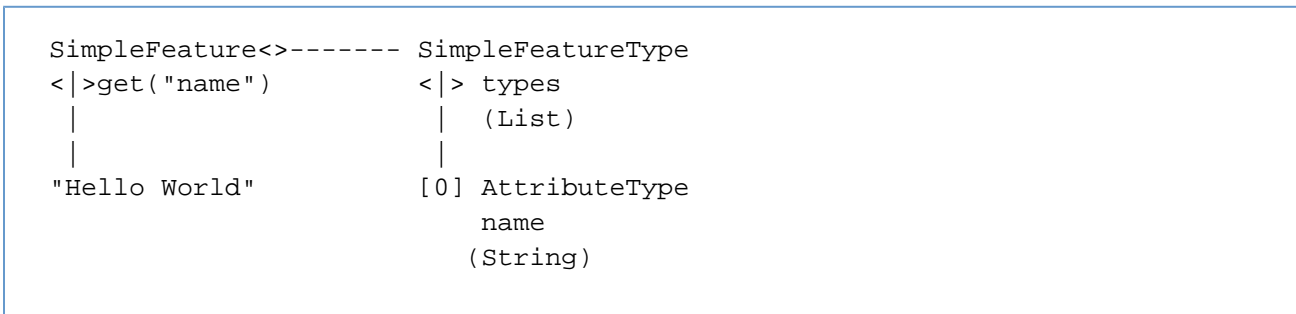 SimpleFeature<>------- SimpleFeatureType
<|>get("name")         <|> types
 |                      |  (List)
 |                      |
"Hello World"          [0] AttributeType
                           name
                          (String)